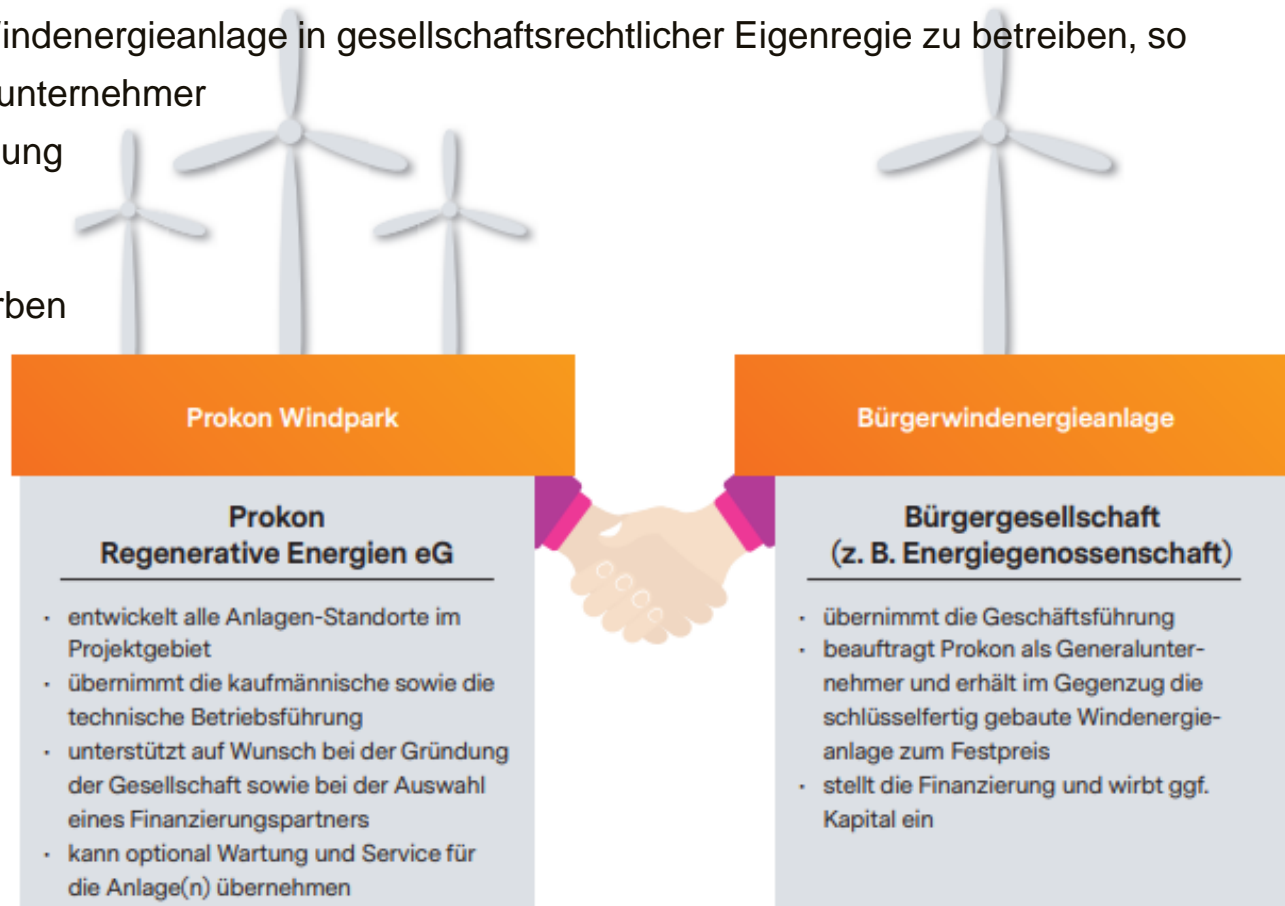 Windenergieanlage in gesellschaftsrechtlicher Eigenregie zu betreiben, so
unternehmer
ung
rben
Prokon Windpark
Prokon
Regenerative Energien eG
· entwickelt alle Anlagen-Standorte im
Projektgebiet
· übernimmt die kaufmännische sowie die
technische Betriebsführung
· unterstützt auf Wunsch bei der Gründung
der Gesellschaft sowie bei der Auswahl
eines Finanzierungspartners
· kann optional Wartung und Service für
die Anlage(n) übernehmen
Bürgerwindenergieanlage
Bürgergesellschaft
(z. B. Energiegenossenschaft)
· übernimmt die Geschäftsführung
· beauftragt Prokon als Generalunter-
nehmer und erhält im Gegenzug die
schlüsselfertig gebaute Windenergie-
anlage zum Festpreis
· stellt die Finanzierung und wirbt ggf.
Kapital ein